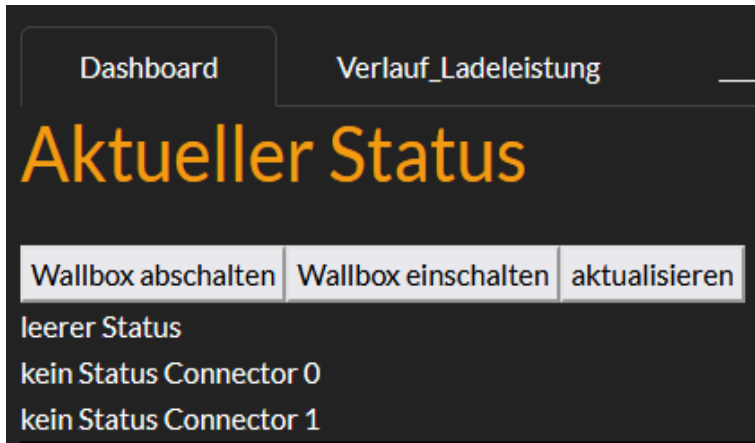 Dashboard Verlauf_Ladeleistung
Aktueller Status
Wallbox abschalten Wallbox einschalten aktualisieren
leerer Status
kein Status Connector 0
kein Status Connector 1